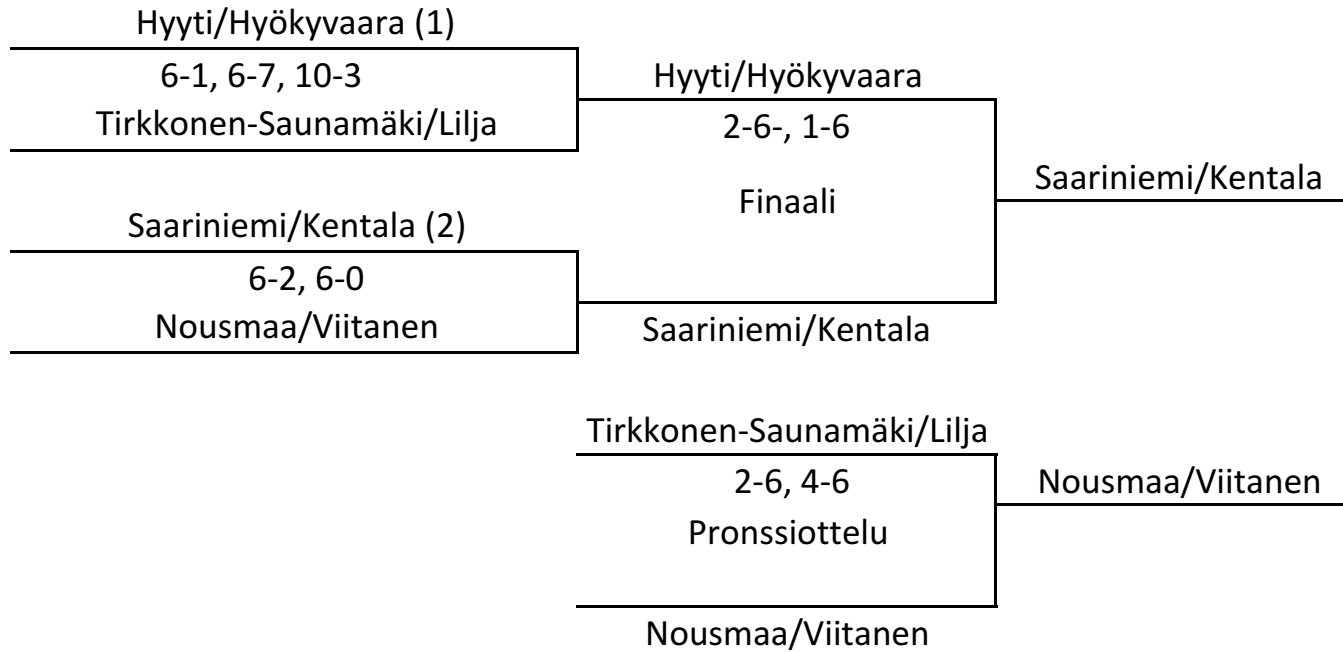 Hyyti/Hyökyvaara (1)
6-1, 6-7, 10-3
Tirkkonen-Saunamäki/Lilja
Hyyti/Hyökyvaara
2-6-, 1-6
Finaali
Saariniemi/Kentala
Saariniemi/Kentala (2)
6-2, 6-0
Nousmaa/Viitanen
Saariniemi/Kentala
Tirkkonen-Saunamäki/Lilja
2-6, 4-6
Pronssiottelu
Nousmaa/Viitanen
Nousmaa/Viitanen